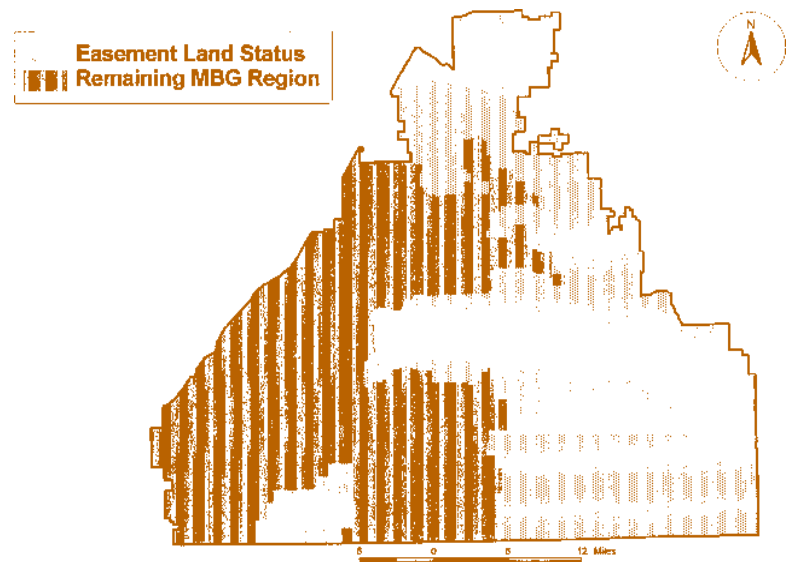 Easement Land Status
Remaining MBG Region
N
6 0 6 12 Miles